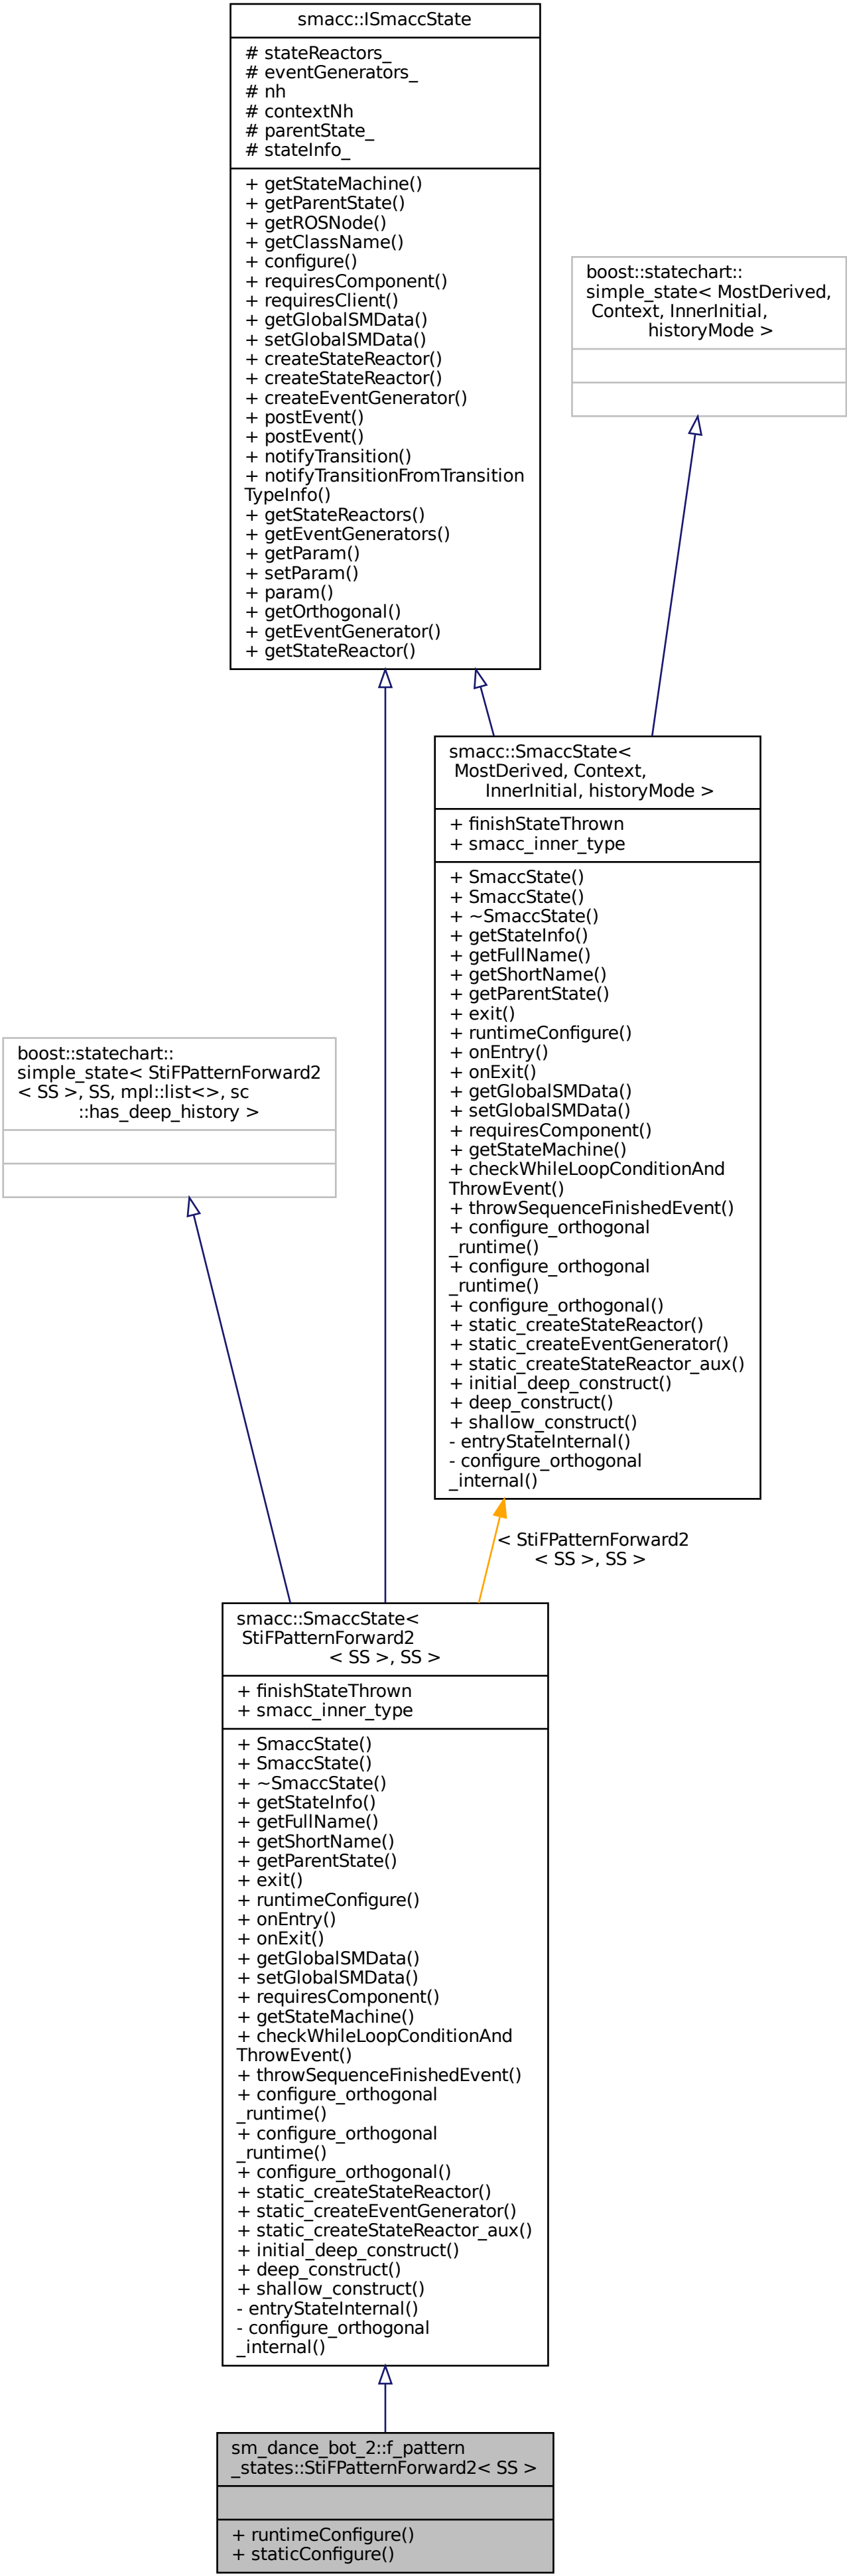 smacc::ISmaccState
# stateReactors_
# eventGenerators_
# nh
# contextNh
# parentState_
# stateInfo_
+ getStateMachine()
+ getParentState()
+ getROSNode()
+ getClassName()
+ configure()
+ requiresComponent()
+ requiresClient()
+ getGlobalSMData()
+ setGlobalSMData()
+ createStateReactor()
+ createStateReactor()
+ createEventGenerator()
+ postEvent()
+ postEvent()
+ notifyTransition()
+ notifyTransitionFromTransition
TypeInfo()
+ getStateReactors()
+ getEventGenerators()
+ getParam()
+ setParam()
+ param()
+ getOrthogonal()
+ getEventGenerator()
+ getStateReactor()
boost::statechart::
simple_state< MostDerived,
Context, InnerInitial,
historyMode >
smacc::SmaccState<
MostDerived, Context,
InnerInitial, historyMode >
+ finishStateThrown
+ smacc_inner_type
+ SmaccState()
+ SmaccState()
+ ~SmaccState()
+ getStateInfo()
+ getFullName()
+ getShortName()
+ getParentState()
+ exit()
+ runtimeConfigure()
+ onEntry()
+ onExit()
+ getGlobalSMData()
+ setGlobalSMData()
+ requiresComponent()
+ getStateMachine()
+ checkWhileLoopConditionAnd
ThrowEvent()
+ throwSequenceFinishedEvent()
+ configure_orthogonal
_runtime()
+ configure_orthogonal
_runtime()
+ configure_orthogonal()
+ static_createStateReactor()
+ static_createEventGenerator()
+ static_createStateReactor_aux()
+ initial_deep_construct()
+ deep_construct()
+ shallow_construct()
- entryStateInternal()
- configure_orthogonal
_internal()
boost::statechart::
simple_state< StiFPatternForward2
< SS >, SS, mpl::list<>, sc
::has_deep_history >
< StiFPatternForward2
< SS >, SS >
smacc::SmaccState<
StiFPatternForward2
< SS >, SS >
+ finishStateThrown
+ smacc_inner_type
+ SmaccState()
+ SmaccState()
+ ~SmaccState()
+ getStateInfo()
+ getFullName()
+ getShortName()
+ getParentState()
+ exit()
+ runtimeConfigure()
+ onEntry()
+ onExit()
+ getGlobalSMData()
+ setGlobalSMData()
+ requiresComponent()
+ getStateMachine()
+ checkWhileLoopConditionAnd
ThrowEvent()
+ throwSequenceFinishedEvent()
+ configure_orthogonal
_runtime()
+ configure_orthogonal
_runtime()
+ configure_orthogonal()
+ static_createStateReactor()
+ static_createEventGenerator()
+ static_createStateReactor_aux()
+ initial_deep_construct()
+ deep_construct()
+ shallow_construct()
- entryStateInternal()
- configure_orthogonal
_internal()
sm_dance_bot_2::f_pattern
_states::StiFPatternForward2< SS >
+ runtimeConfigure()
+ staticConfigure()